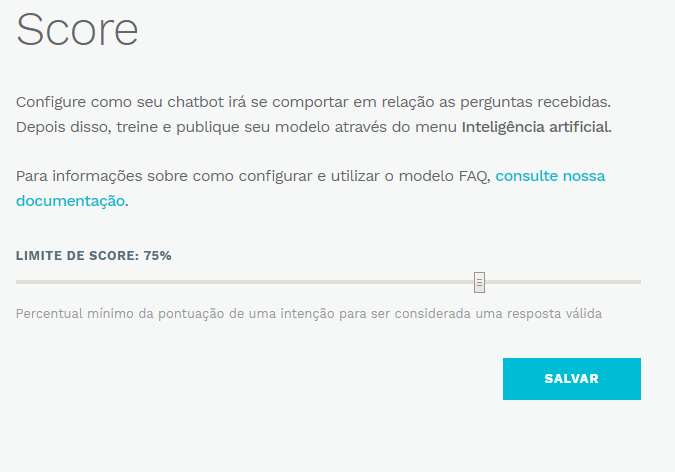 Score
Configure como seu chatbot irá se comportar em relação as perguntas recebidas.
Depois disso, treine e publique seu modelo através do menu Inteligência artificial.
Para informações sobre como configurar e utilizar o modelo FAQ, consulte nossa
documentação.
LIMITE DE SCORE: 75%
Percentual mínimo da pontuação de uma intenção para ser considerada uma resposta válida
SALVAR